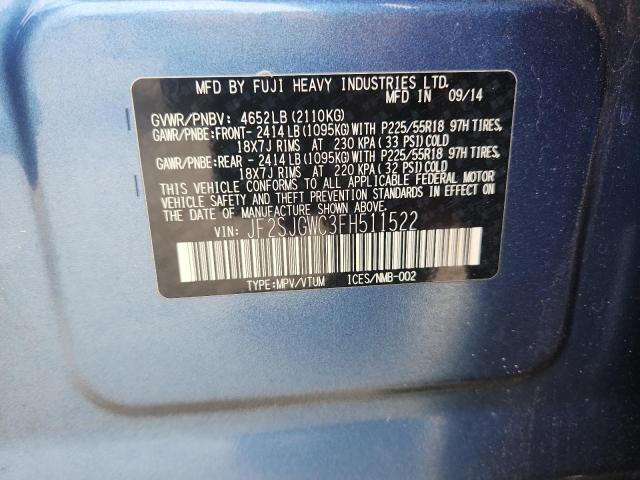 MFD BY FUJI HEAVY INDUSTRIES LTD.
MFD IN 09/14
GVWR/PNBV: 4652LB(2110KG)
GAWR/PNBE:FRONT- 2414LB(1095KG)WITH P225/55R18 97H TIRES,
18X7J RIMS AT 230 KPA (33 PSI)COLD
GAWR/PNBE:REAR - 2414LB(1095KG)WITH P225/55R18 97H TIRES,
18X7J RIMS AT 220 KPA (32 PSI)COLD
THIS VEHICLE CONFORMS TO ALL APPLICABLE FEDERAL MOTOR
VEHICLE SAFETY AND THEFT PREVENTION STANDARDS IN EFFECT
ON THE DATE OF MANUFACTURE SHOWN ABOVE.
VIN: JF2SJGWC3FH511522
TYPE:MPV/VTUM ICES/NMB-002